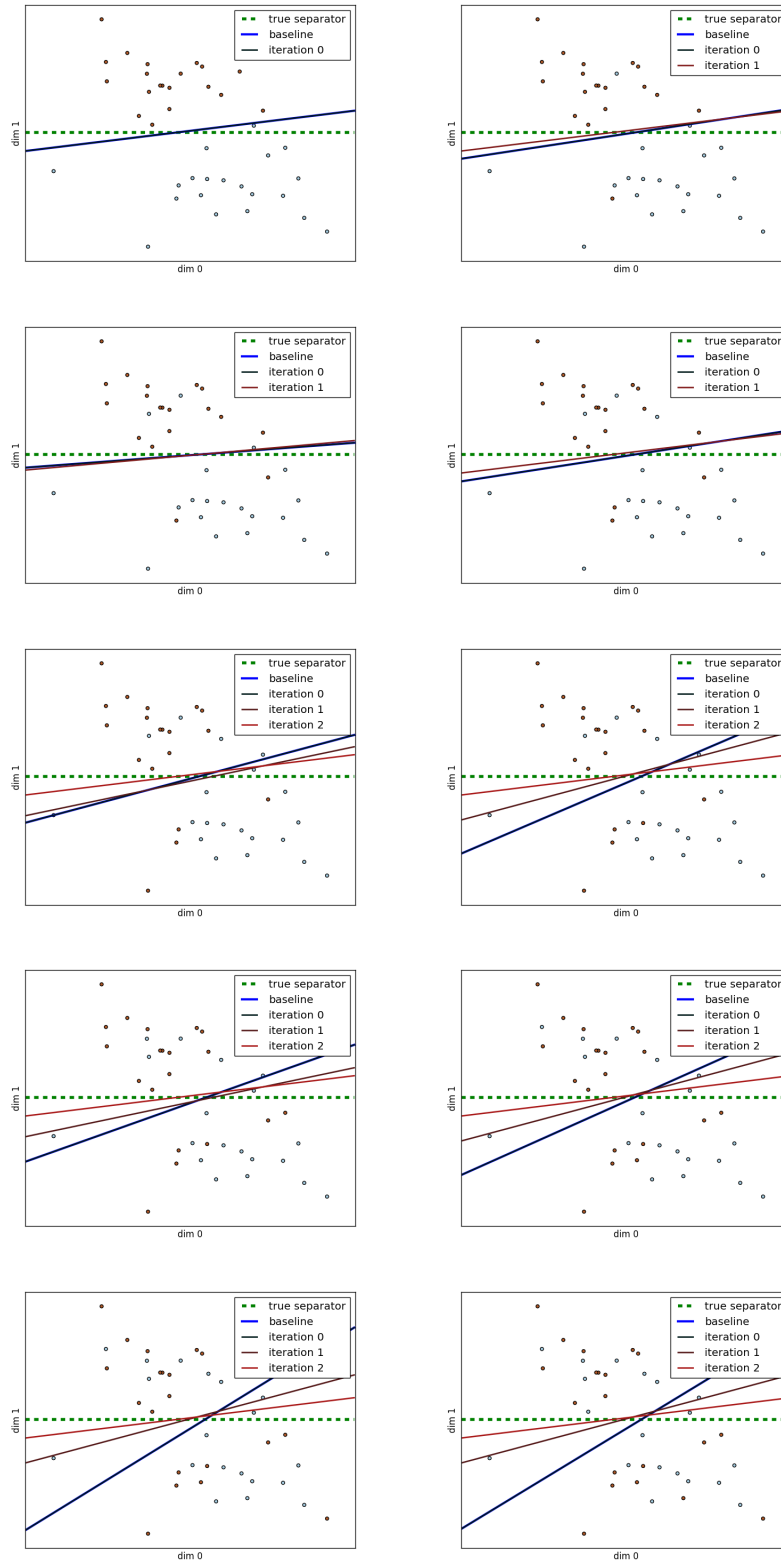 true separator
baseline
iteration 0
dim 1
dim 0
true separator
baseline
iteration 0
iteration 1
dim 1
dim 0
true separator
baseline
iteration 0
iteration 1
dim 1
dim 0
true separator
baseline
iteration 0
iteration 1
dim 1
dim 0
true separator
baseline
iteration 0
iteration 1
iteration 2
dim 1
dim 0
true separator
baseline
iteration 0
iteration 1
iteration 2
dim 1
dim 0
true separator
baseline
iteration 0
iteration 1
iteration 2
dim 1
dim 0
true separator
baseline
iteration 0
iteration 1
iteration 2
dim 1
dim 0
true separator
baseline
iteration 0
iteration 1
iteration 2
dim 1
dim 0
true separator
baseline
iteration 0
iteration 1
iteration 2
dim 1
dim 0